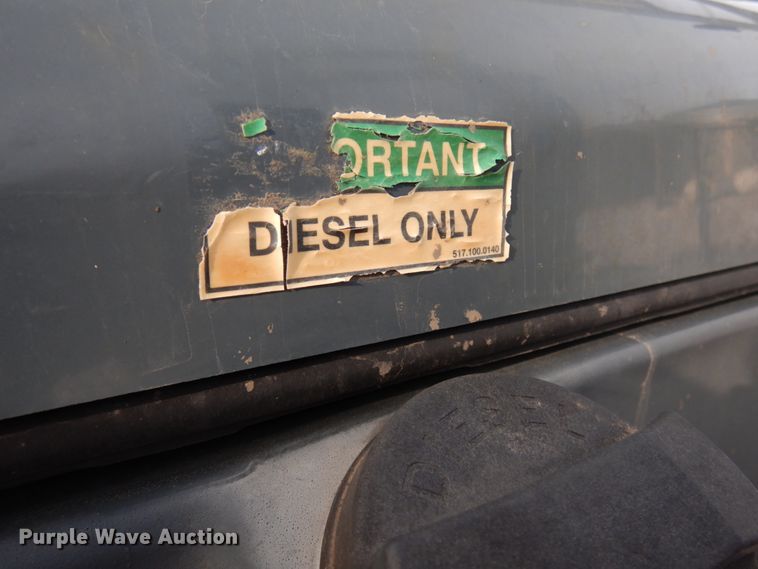 ORTANT
DIESEL ONLY
517.100.0140
Purple Wave Auction